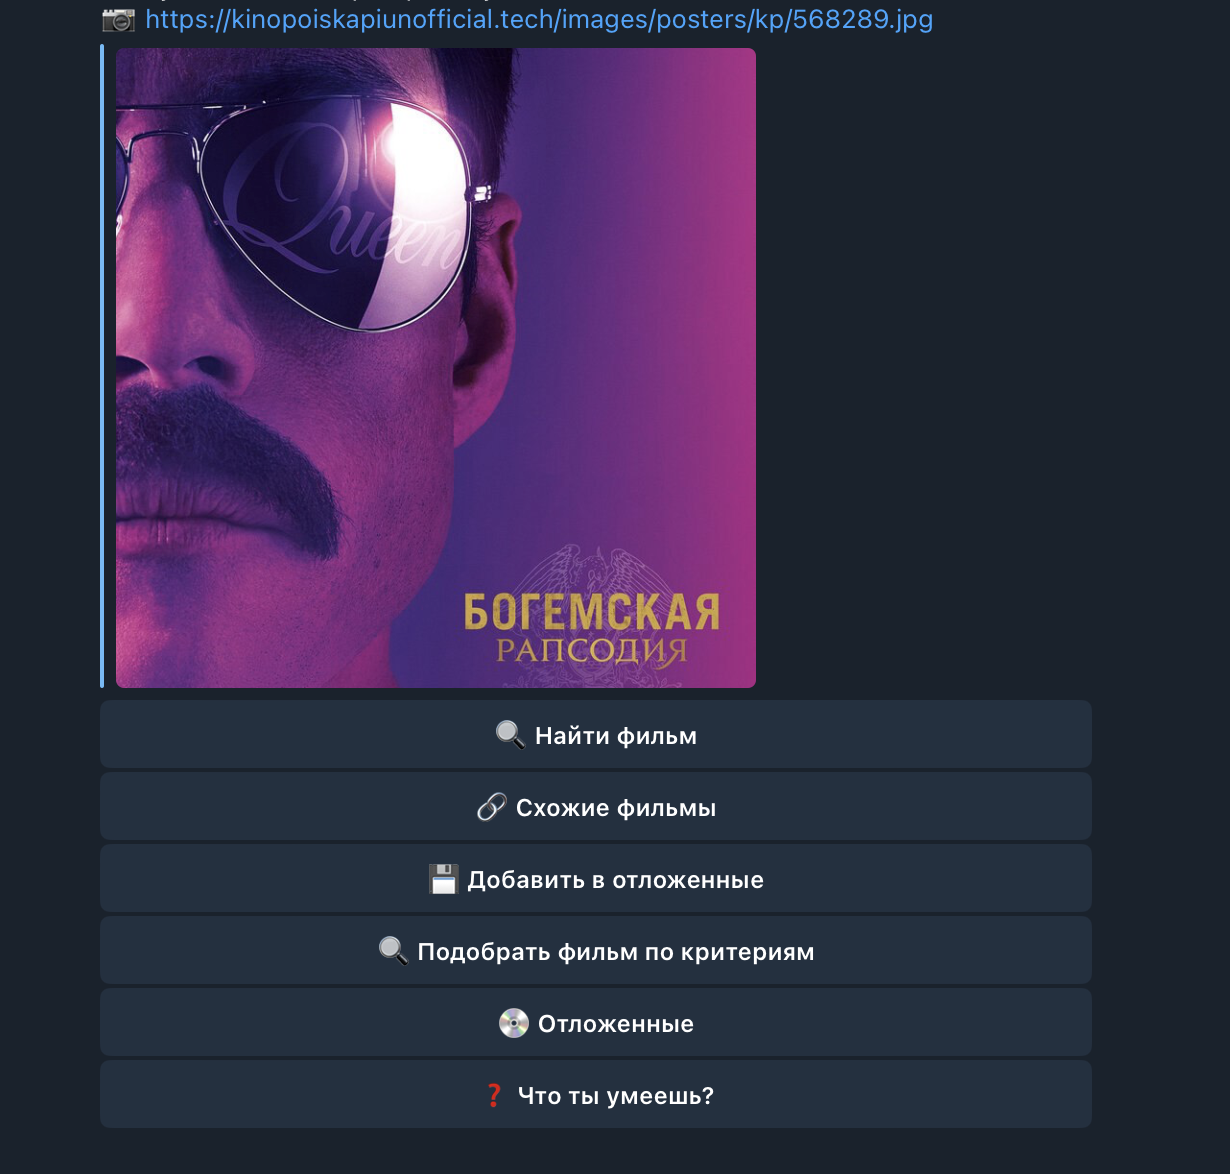 https://kinopoiskapiunofficial.tech/images/posters/kp/568289.jpg
Queen
БОГЕМСКАЯ
РАПСОДИЯ
Найти фильм
Схожие фильмы
Добавить в отложенные
Подобрать фильм по критериям
Отложенные
Что ты умеешь?